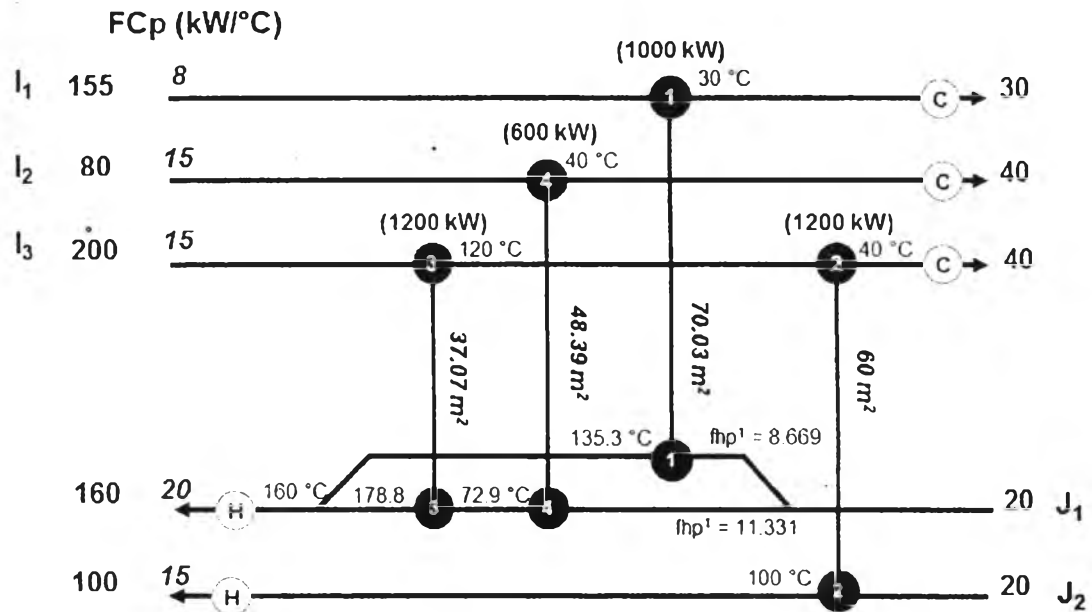 FCp (kW/°C)
(1000 kW)
I₁ 155 8 1 30 °C C 30
(600 kW)
I₂ 80 15 4 40 °C C 40
(1200 kW) (1200 kW)
I₃ 200 15 3 120 °C 2 40 °C C 40
37.07 m²
48.39 m²
70.03 m²
60 m²
135.3 °C 1 fhp¹ = 8.669
160 20 H 160 °C 178.8 3 72.9 °C 4 20 J₁
fhp¹ = 11.331
100 15 H 100 °C 2 20 J₂